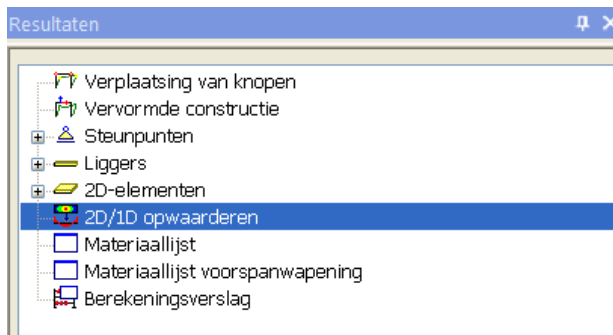 Resultaten
Verplaatsing van knopen
Vervormde constructie
Steunpunten
Liggers
2D-elementen
2D/1D opwaarderen
Materiaallijst
Materiaallijst voorspanwapening
Berekeningsverslag